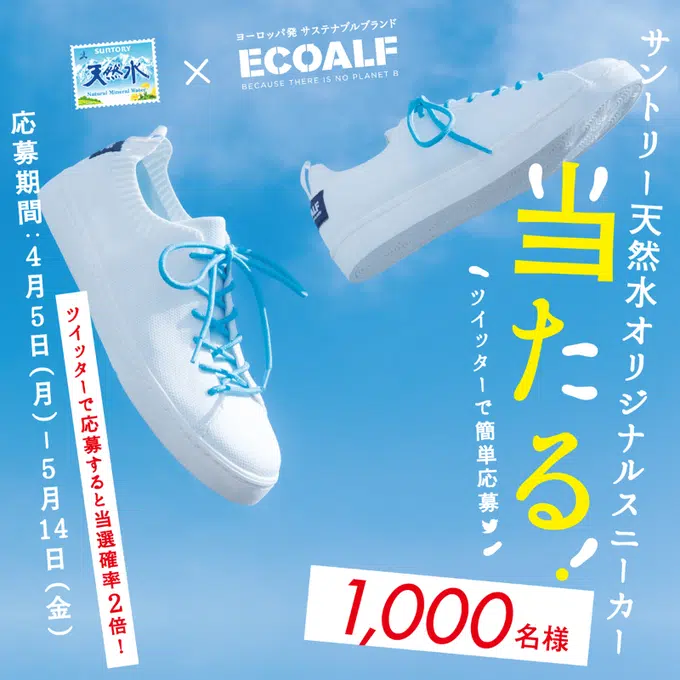 SUNTORY
天然水
Natural Mineral Water
×
ヨーロッパ発 サステナブルブランド
ECOALF
BECAUSE THERE IS NO PLANET B
サントリー天然水オリジナルスニーカー
当たる!
ツイッターで簡単応募
応募期間:4月5日(月)-5月14日(金)
ツイッターで応募すると当選確率2倍!
1,000名様
ALF